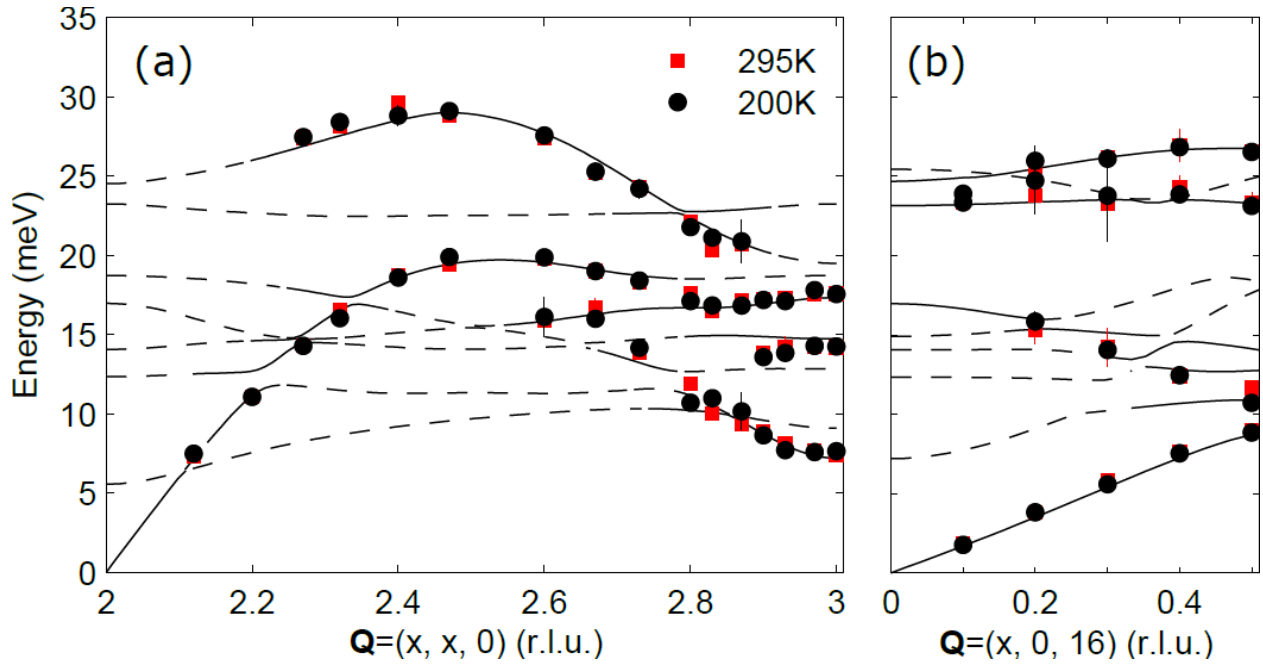 (a)
295K
200K
(b)
35
30
25
20
15
10
5
0
Energy (meV)
2
2.2
2.4
2.6
2.8
3
0
0.2
0.4
Q=(x, x, 0) (r.l.u.)
Q=(x, 0, 16) (r.l.u.)